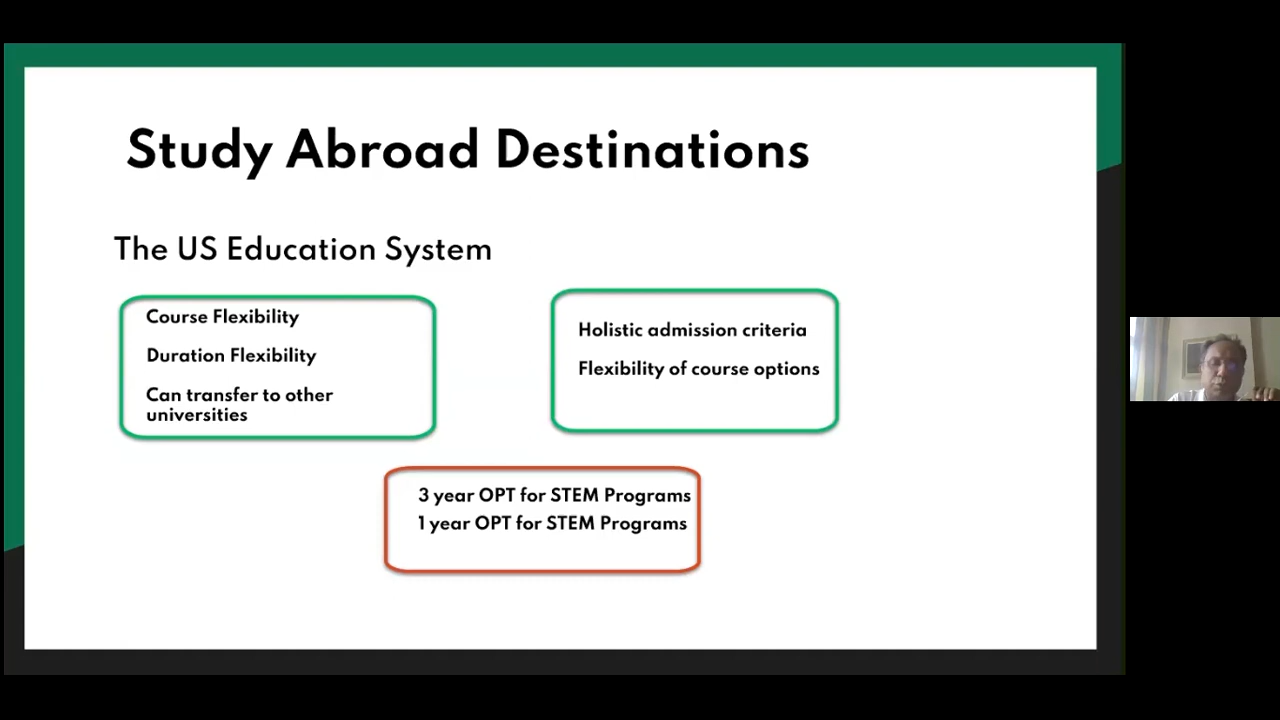 Study Abroad Destinations
The US Education System
Course Flexibility
Duration Flexibility
Can transfer to other
universities
Holistic admission criteria
Flexibility of course options
3 year OPT for STEM Programs
1 year OPT for STEM Programs